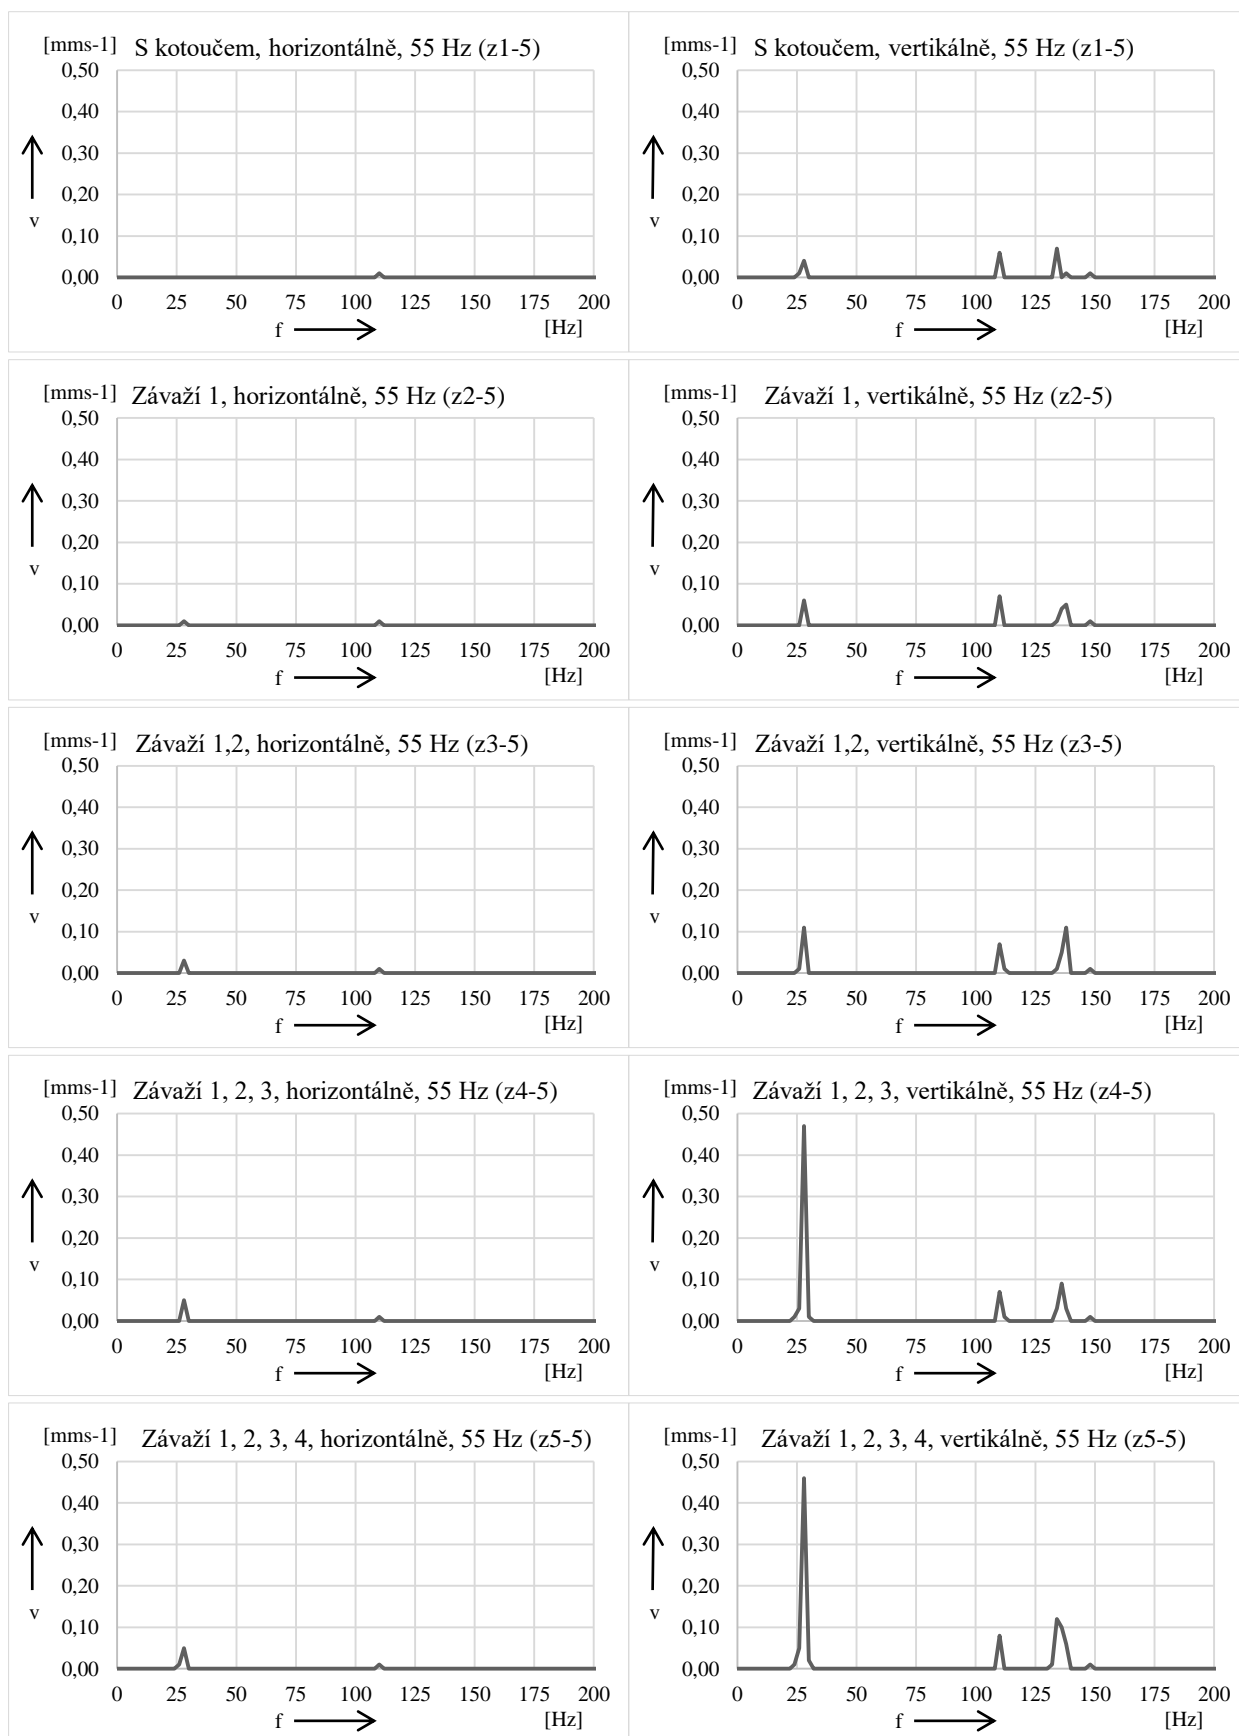 [mms-1] S kotoučem, horizontálně, 55 Hz (z1-5)
0,50
0,40
0,30
0,20
0,10
0,00
v
0 25 50 75 100 125 150 175 200
f [Hz]
[mms-1] S kotoučem, vertikálně, 55 Hz (z1-5)
0,50
0,40
0,30
0,20
0,10
0,00
v
0 25 50 75 100 125 150 175 200
f [Hz]
[mms-1] Závaží 1, horizontálně, 55 Hz (z2-5)
0,50
0,40
0,30
0,20
0,10
0,00
v
0 25 50 75 100 125 150 175 200
f [Hz]
[mms-1] Závaží 1, vertikálně, 55 Hz (z2-5)
0,50
0,40
0,30
0,20
0,10
0,00
v
0 25 50 75 100 125 150 175 200
f [Hz]
[mms-1] Závaží 1,2, horizontálně, 55 Hz (z3-5)
0,50
0,40
0,30
0,20
0,10
0,00
v
0 25 50 75 100 125 150 175 200
f [Hz]
[mms-1] Závaží 1,2, vertikálně, 55 Hz (z3-5)
0,50
0,40
0,30
0,20
0,10
0,00
v
0 25 50 75 100 125 150 175 200
f [Hz]
[mms-1] Závaží 1, 2, 3, horizontálně, 55 Hz (z4-5)
0,50
0,40
0,30
0,20
0,10
0,00
v
0 25 50 75 100 125 150 175 200
f [Hz]
[mms-1] Závaží 1, 2, 3, vertikálně, 55 Hz (z4-5)
0,50
0,40
0,30
0,20
0,10
0,00
v
0 25 50 75 100 125 150 175 200
f [Hz]
[mms-1] Závaží 1, 2, 3, 4, horizontálně, 55 Hz (z5-5)
0,50
0,40
0,30
0,20
0,10
0,00
v
0 25 50 75 100 125 150 175 200
f [Hz]
[mms-1] Závaží 1, 2, 3, 4, vertikálně, 55 Hz (z5-5)
0,50
0,40
0,30
0,20
0,10
0,00
v
0 25 50 75 100 125 150 175 200
f [Hz]